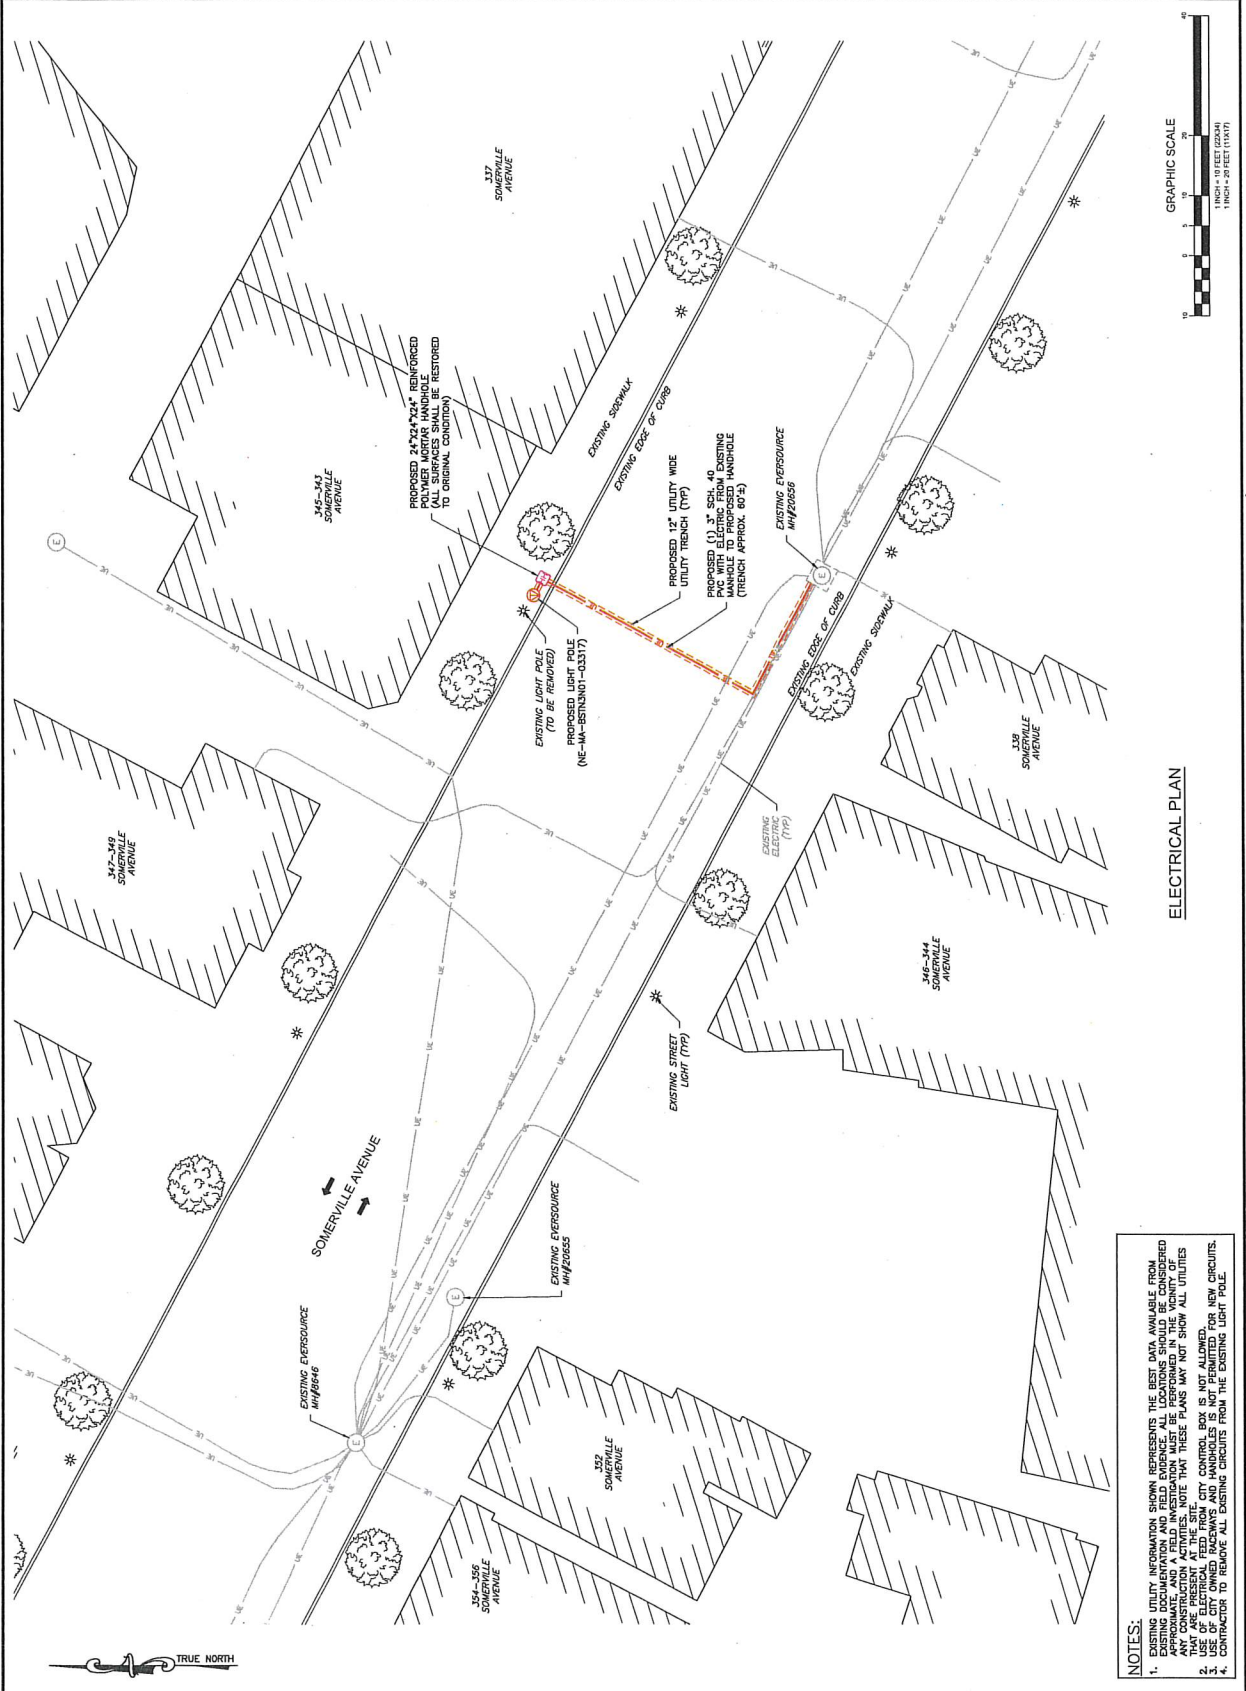 TRUE NORTH
354-356
SOMERVILLE
AVENUE
352
SOMERVILLE
AVENUE
EXISTING EVERSOURCE
MH#8646
EXISTING EVERSOURCE
MH#20655
SOMERVILLE AVENUE
EXISTING STREET
LIGHT (TYP)
347-349
SOMERVILLE
AVENUE
346-344
SOMERVILLE
AVENUE
EXISTING
ELECTRIC
(TYP)
EXISTING LIGHT POLE
(TO BE REMOVED)
PROPOSED LIGHT POLE
(NE-MA-BSTN3N01-03317)
338
SOMERVILLE
AVENUE
EXISTING EDGE OF CURB
EXISTING SIDEWALK
345-343
SOMERVILLE
AVENUE
PROPOSED 24"X24"X24" REINFORCED
POLYMER MORTAR HANDHOLE
(ALL SURFACES SHALL BE RESTORED
TO ORIGINAL CONDITION)
EXISTING SIDEWALK
EXISTING EDGE OF CURB
PROPOSED 12" UTILITY WIDE
UTILITY TRENCH (TYP)
PROPOSED (1) 3" SCH. 40
PVC WITH ELECTRIC FROM EXISTING
MANHOLE TO PROPOSED HANDHOLE
(TRENCH APPROX. 60'±)
EXISTING EVERSOURCE
MH#20656
337
SOMERVILLE
AVENUE
E
E
E
E
UE
HH
ELECTRICAL PLAN
GRAPHIC SCALE
10 0 5 10 20 40
1 INCH = 10 FEET (22X34)
1 INCH = 20 FEET (11X17)
NOTES:
1. EXISTING UTILITY INFORMATION SHOWN REPRESENTS THE BEST DATA AVAILABLE FROM
EXISTING DOCUMENTATION AND FIELD EVIDENCE. ALL LOCATIONS SHOULD BE CONSIDERED
APPROXIMATE, AND A FIELD INVESTIGATION MUST BE PERFORMED IN THE VICINITY OF
ANY CONSTRUCTION ACTIVITIES. NOTE THAT THESE PLANS MAY NOT SHOW ALL UTILITIES
THAT ARE PRESENT AT THE SITE.
2. USE OF ELECTRICAL FEED FROM CITY CONTROL BOX IS NOT ALLOWED.
3. USE OF CITY OWNED RACEWAYS AND HANDHOLES IS NOT PERMITTED FOR NEW CIRCUITS.
4. CONTRACTOR TO REMOVE ALL EXISTING CIRCUITS FROM THE EXISTING LIGHT POLE.